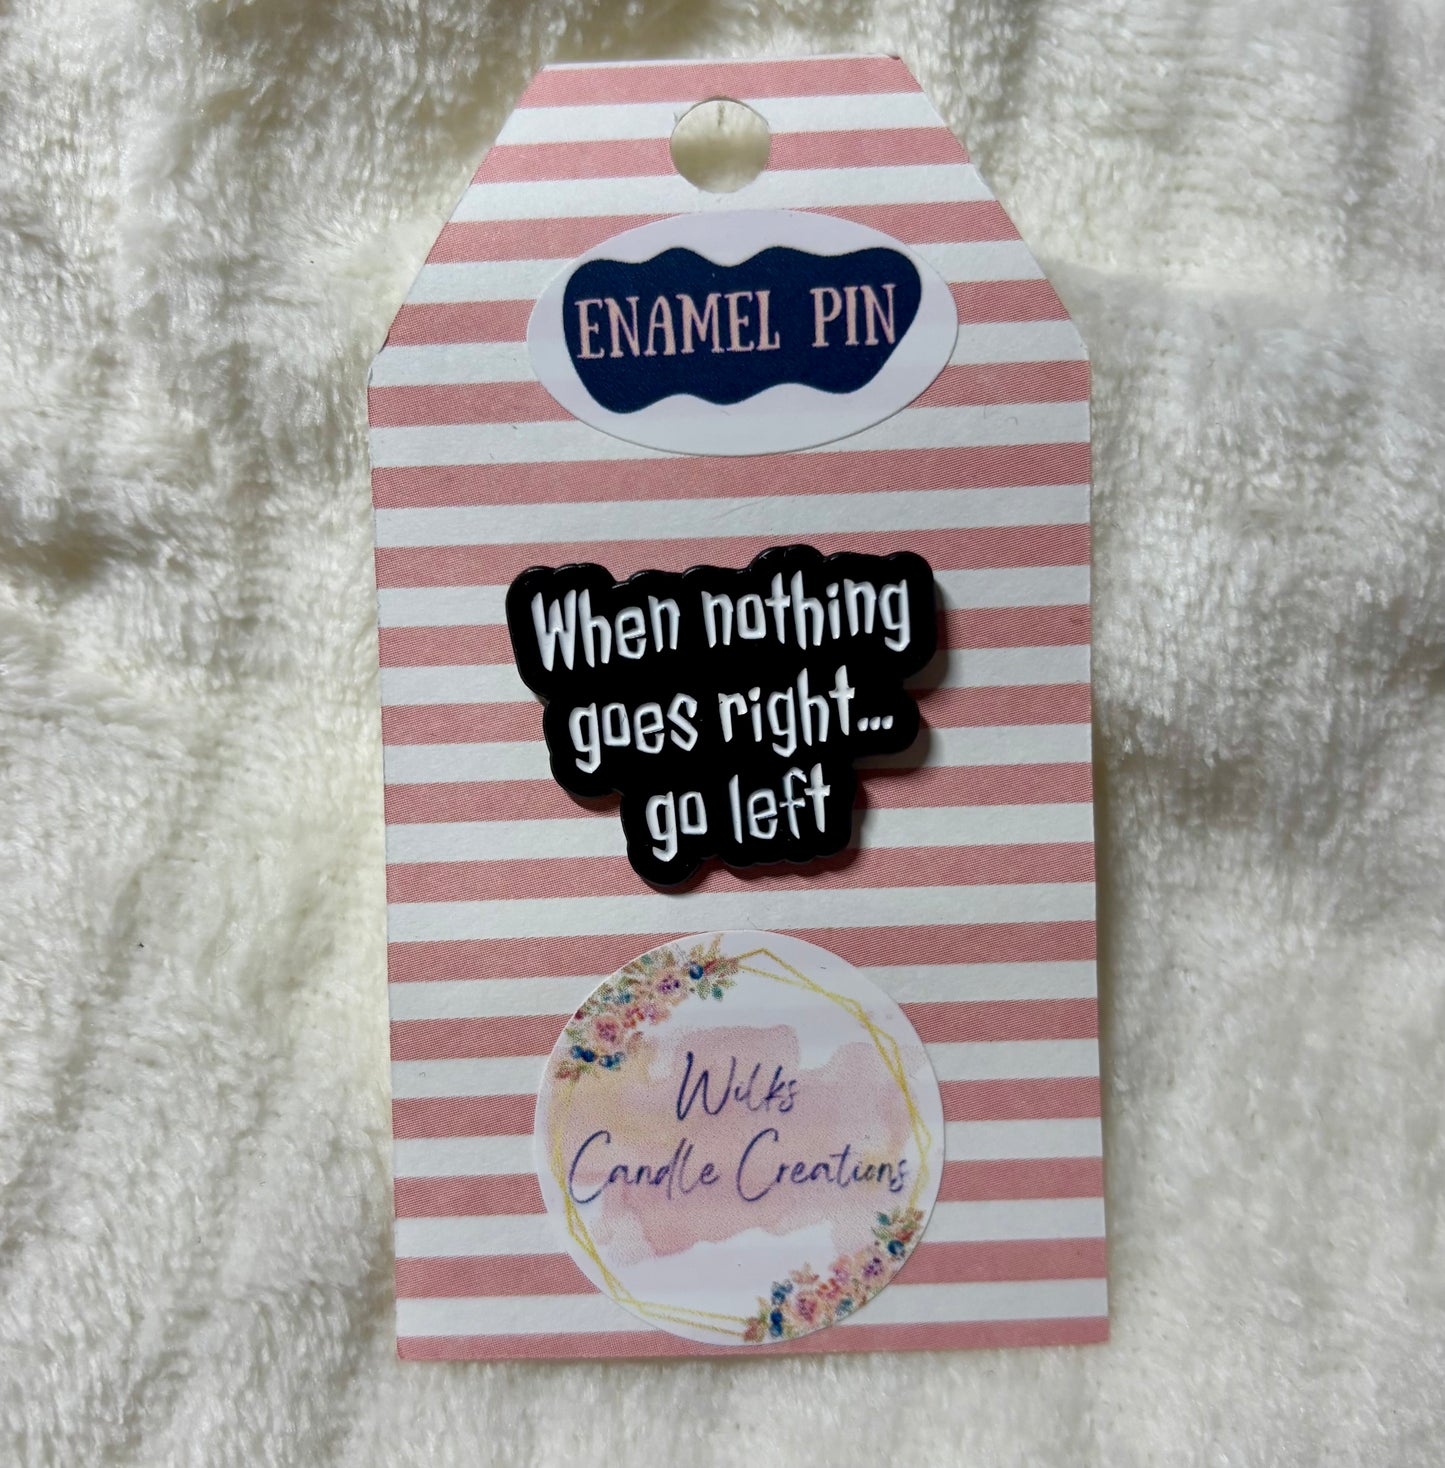 ENAMEL PIN
When nothing
goes right...
go left
Wilks
Candle Creations